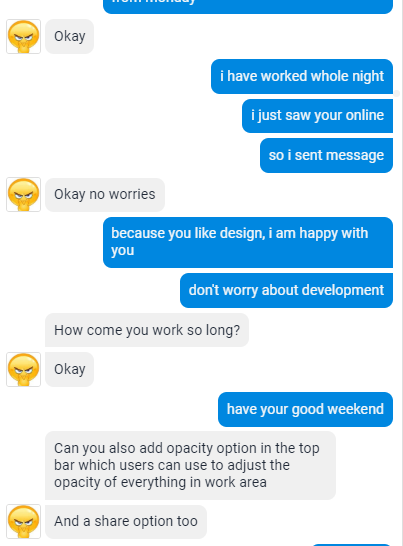 from monday
Okay
i have worked whole night
i just saw your online
so i sent message
Okay no worries
because you like design, i am happy with
you
don't worry about development
How come you work so long?
Okay
have your good weekend
Can you also add opacity option in the top
bar which users can use to adjust the
opacity of everything in work area
And a share option too